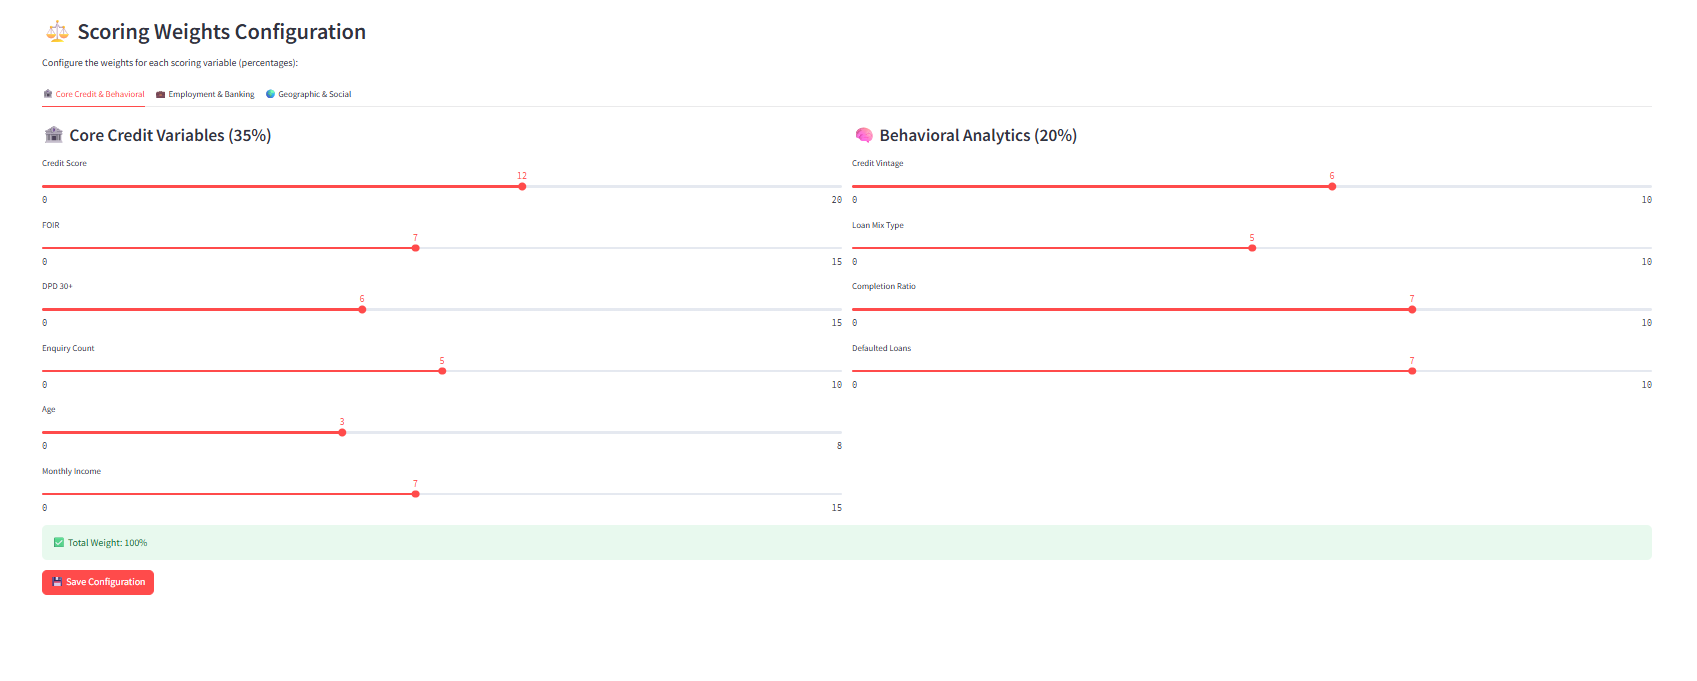 Scoring Weights Configuration
Configure the weights for each scoring variable (percentages):
Core Credit & Behavioral
Employment & Banking
Geographic & Social
Core Credit Variables (35%)
Credit Score
12
0 20
FOIR
7
0 15
DPD 30+
6
0 15
Enquiry Count
5
0 10
Age
3
0 8
Monthly Income
7
0 15
Behavioral Analytics (20%)
Credit Vintage
6
0 10
Loan Mix Type
5
0 10
Completion Ratio
7
0 10
Defaulted Loans
7
0 10
Total Weight: 100%
Save Configuration